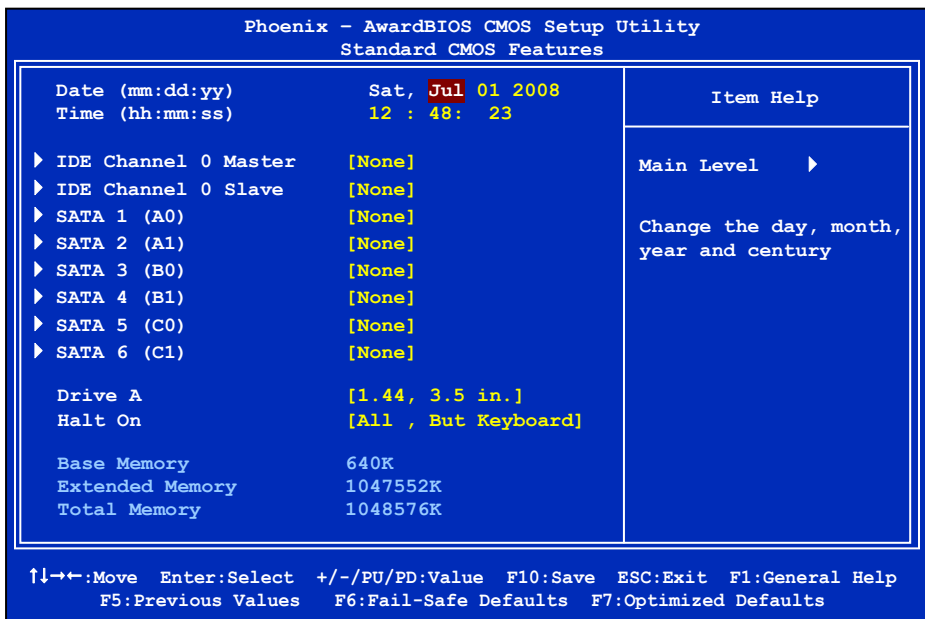 Phoenix – AwardBIOS CMOS Setup Utility
Standard CMOS Features
Date (mm:dd:yy) Sat, Jul 01 2008
Time (hh:mm:ss) 12 : 48: 23
IDE Channel 0 Master [None]
IDE Channel 0 Slave [None]
SATA 1 (A0) [None]
SATA 2 (A1) [None]
SATA 3 (B0) [None]
SATA 4 (B1) [None]
SATA 5 (C0) [None]
SATA 6 (C1) [None]
Drive A [1.44, 3.5 in.]
Halt On [All , But Keyboard]
Base Memory 640K
Extended Memory 1047552K
Total Memory 1048576K
Item Help
Main Level
Change the day, month,
year and century
↑↓→←:Move Enter:Select +/-/PU/PD:Value F10:Save ESC:Exit F1:General Help
F5:Previous Values F6:Fail-Safe Defaults F7:Optimized Defaults